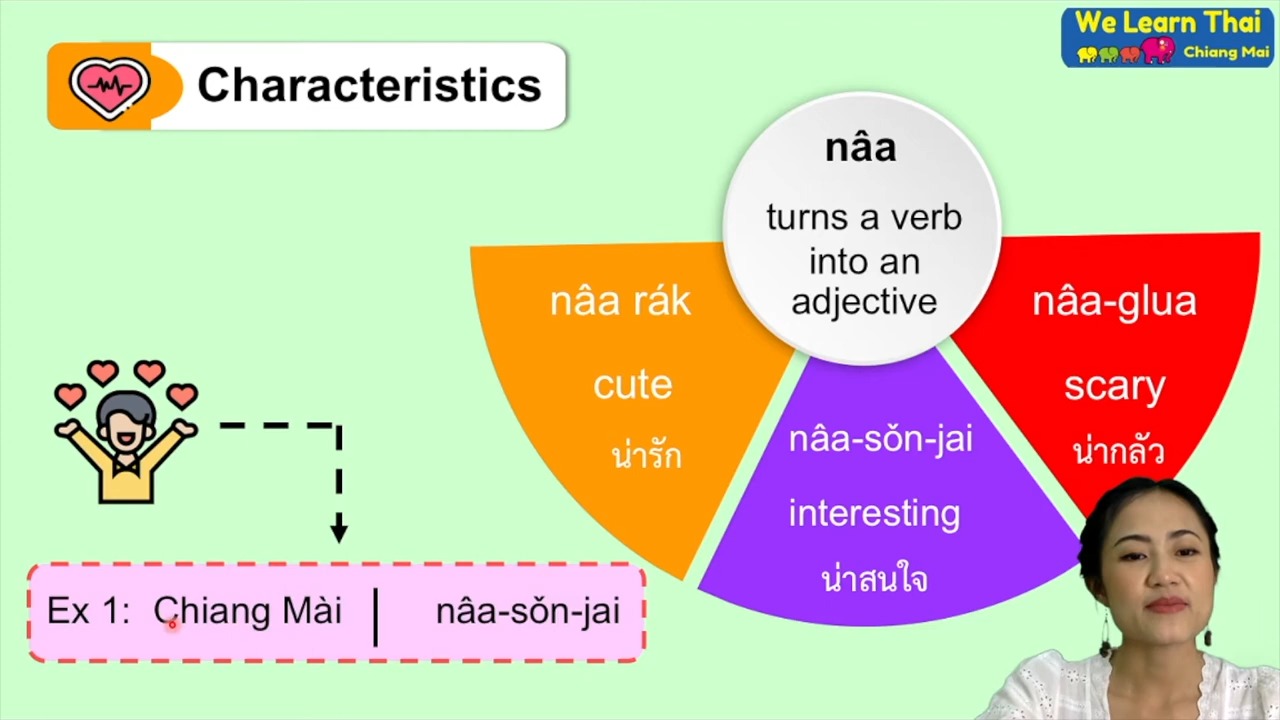 We Learn Thai
Chiang Mai
Characteristics
nâa
turns a verb
into an
adjective
nâa rák
cute
น่ารัก
nâa-sǒn-jai
interesting
น่าสนใจ
nâa-glua
scary
น่ากลัว
Ex 1: Chiang Mài | nâa-sǒn-jai